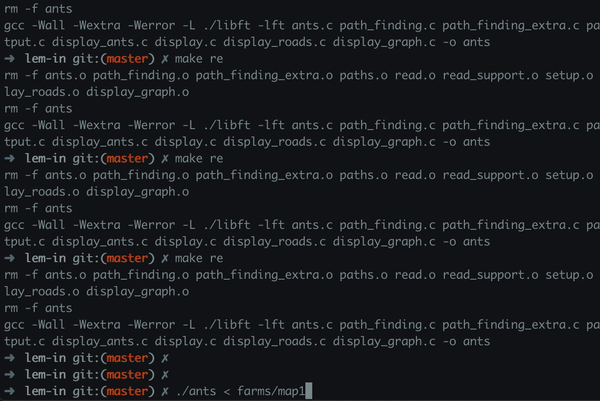 rm -f ants
gcc -Wall -Wextra -Werror -L ./libft -lft ants.c path_finding.c path_finding_extra.c pa
tput.c display_ants.c display.c display_roads.c display_graph.c -o ants
➜  lem-in git:(master) ✗ make re
rm -f ants.o path_finding.o path_finding_extra.o paths.o read.o read_support.o setup.o
lay_roads.o display_graph.o
rm -f ants
gcc -Wall -Wextra -Werror -L ./libft -lft ants.c path_finding.c path_finding_extra.c pa
tput.c display_ants.c display.c display_roads.c display_graph.c -o ants
➜  lem-in git:(master) ✗ make re
rm -f ants.o path_finding.o path_finding_extra.o paths.o read.o read_support.o setup.o
lay_roads.o display_graph.o
rm -f ants
gcc -Wall -Wextra -Werror -L ./libft -lft ants.c path_finding.c path_finding_extra.c pa
tput.c display_ants.c display.c display_roads.c display_graph.c -o ants
➜  lem-in git:(master) ✗ make re
rm -f ants.o path_finding.o path_finding_extra.o paths.o read.o read_support.o setup.o
lay_roads.o display_graph.o
rm -f ants
gcc -Wall -Wextra -Werror -L ./libft -lft ants.c path_finding.c path_finding_extra.c pa
tput.c display_ants.c display.c display_roads.c display_graph.c -o ants
➜  lem-in git:(master) ✗
➜  lem-in git:(master) ✗
➜  lem-in git:(master) ✗ ./ants < farms/map1